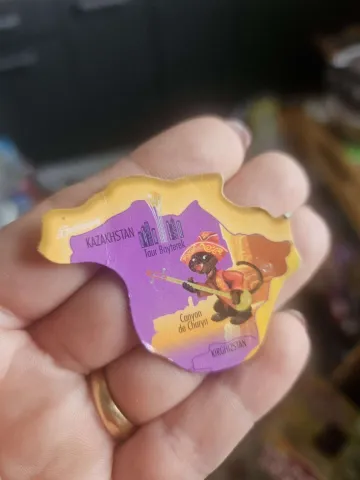 KAZAKHSTAN
Tour Bayterek
Canyon
de Charyn
KIRGHIZSTAN